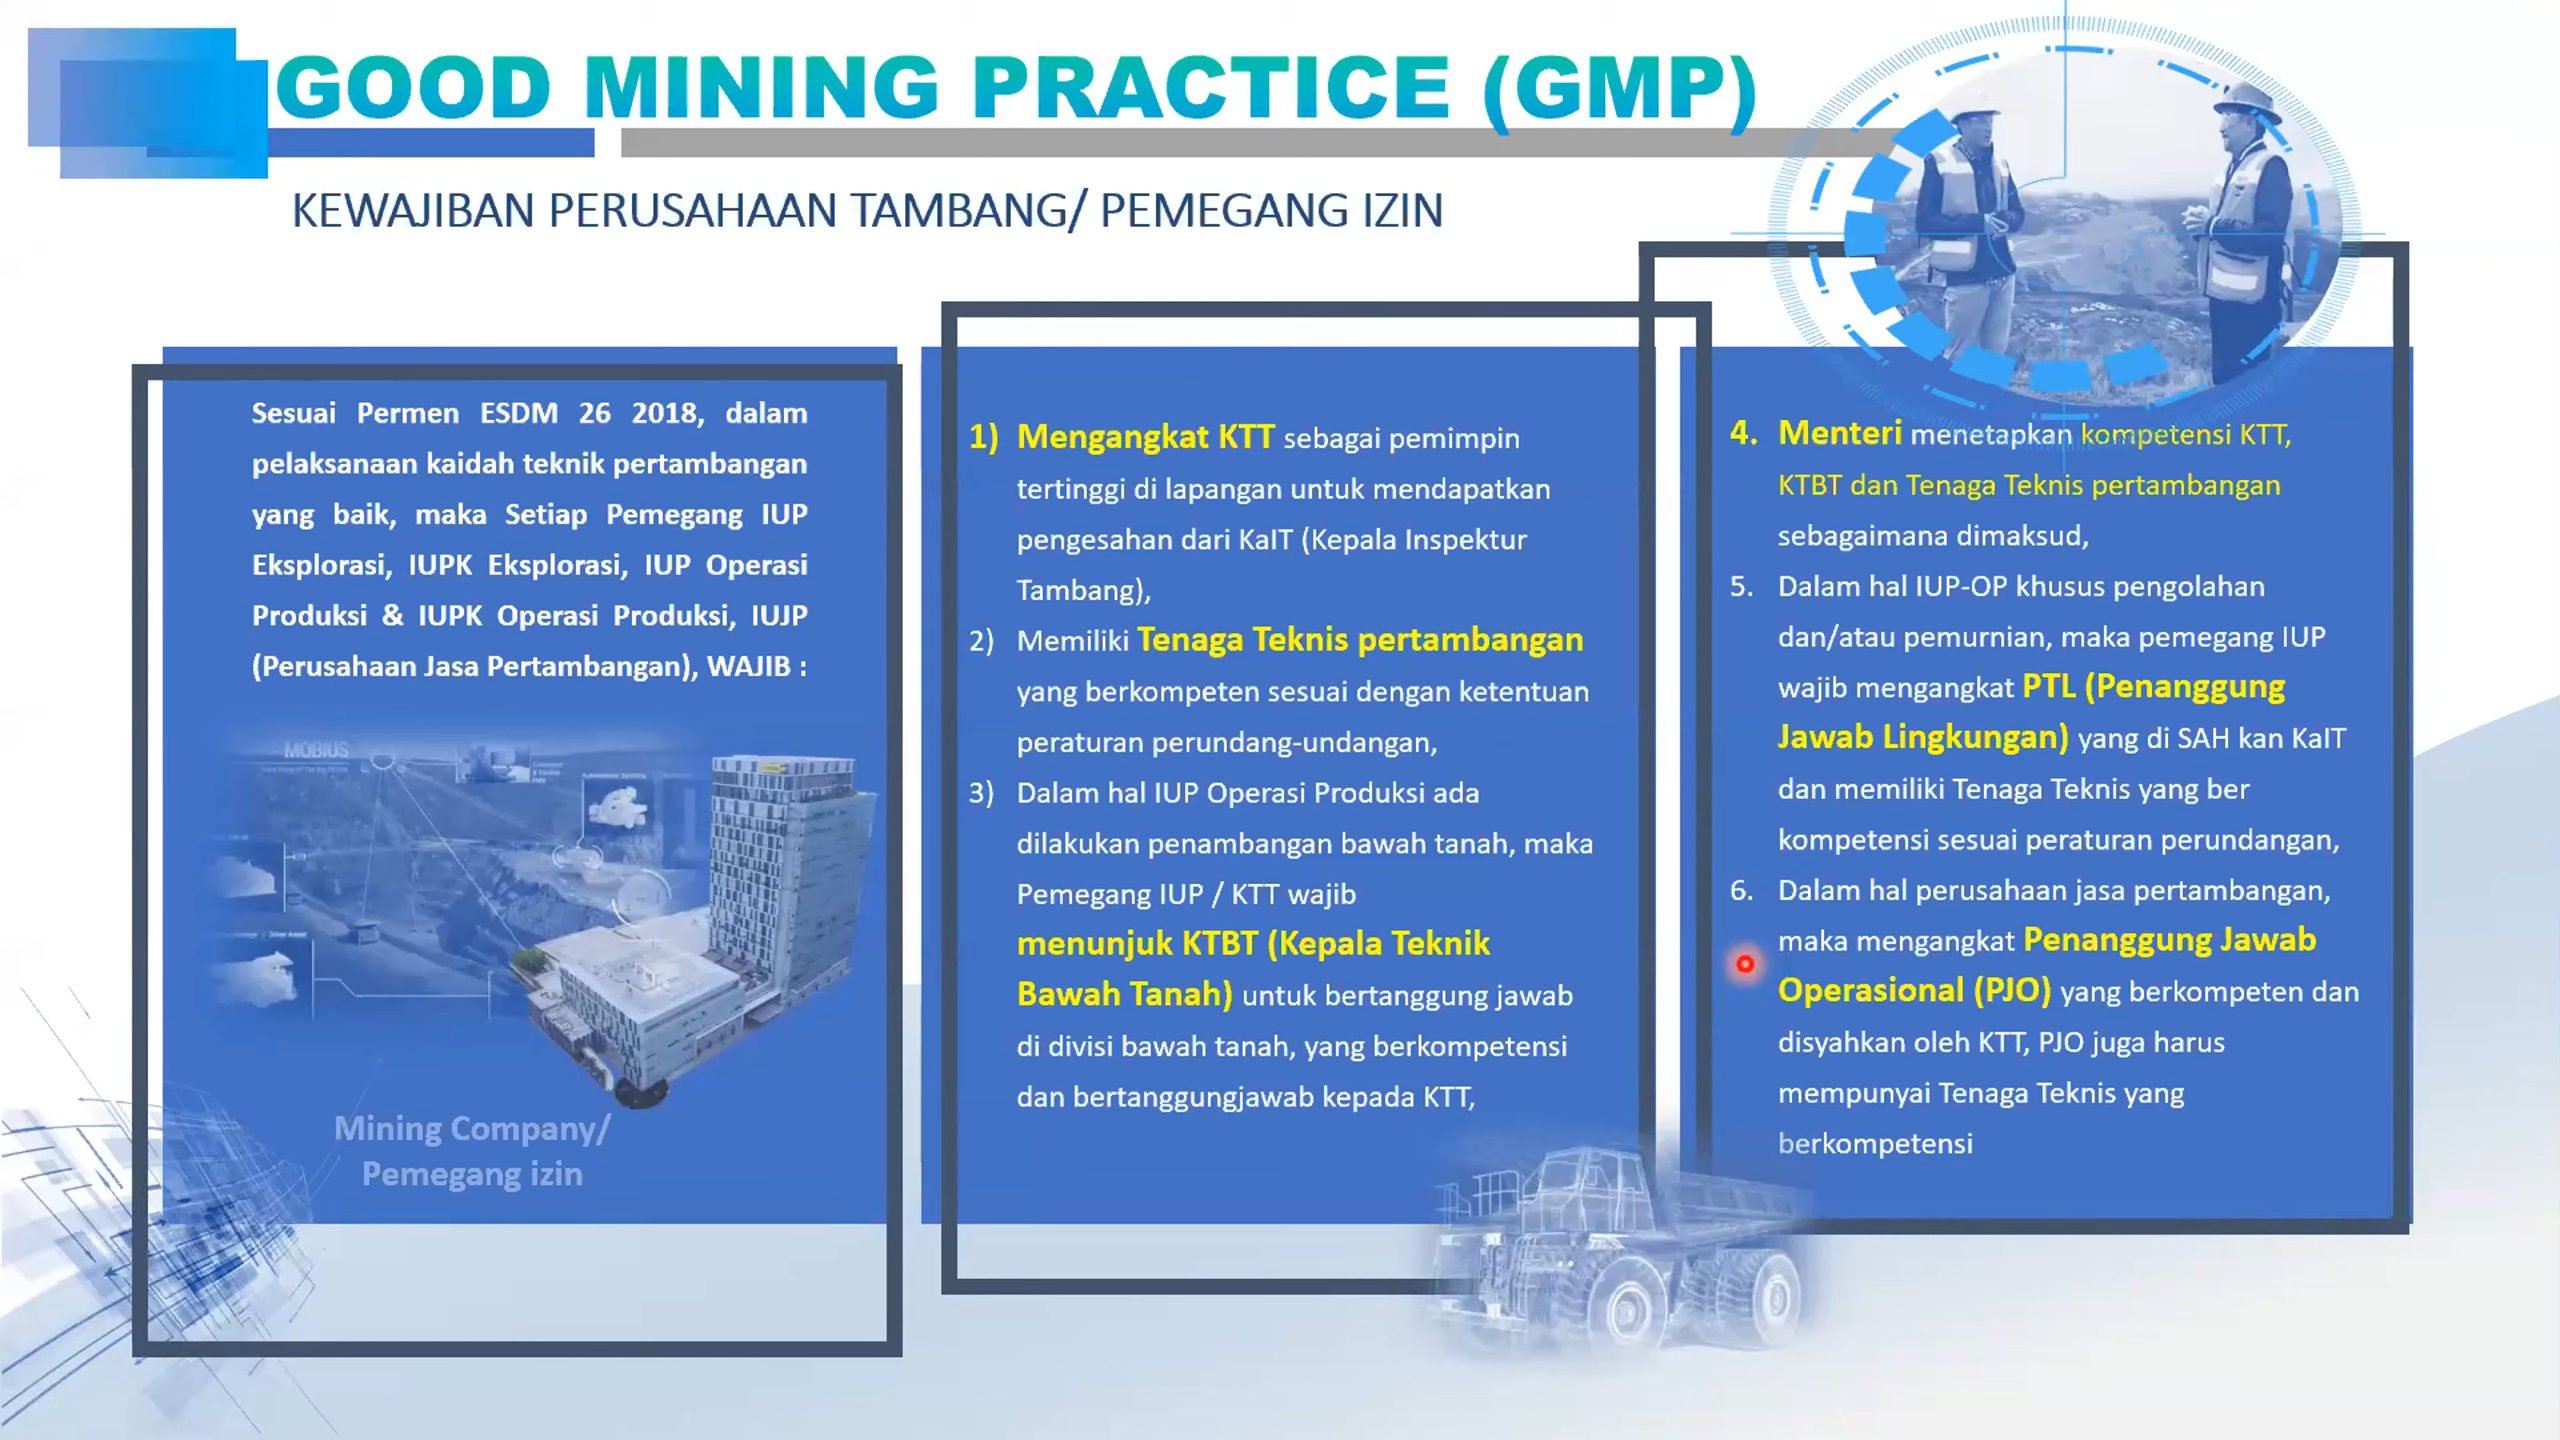 GOOD MINING PRACTICE (GMP)
KEWAJIBAN PERUSAHAAN TAMBANG/ PEMEGANG IZIN
Sesuai Permen ESDM 26 2018, dalam
pelaksanaan kaidah teknik pertambangan
yang baik, maka Setiap Pemegang IUP
Eksplorasi, IUPK Eksplorasi, IUP Operasi
Produksi & IUPK Operasi Produksi, IUJP
(Perusahaan Jasa Pertambangan), WAJIB :
MOBIUS
Mining Company/
Pemegang izin
1) Mengangkat KTT sebagai pemimpin
tertinggi di lapangan untuk mendapatkan
pengesahan dari KaIT (Kepala Inspektur
Tambang),
2) Memiliki Tenaga Teknis pertambangan
yang berkompeten sesuai dengan ketentuan
peraturan perundang-undangan,
3) Dalam hal IUP Operasi Produksi ada
dilakukan penambangan bawah tanah, maka
Pemegang IUP / KTT wajib
menunjuk KTBT (Kepala Teknik
Bawah Tanah) untuk bertanggung jawab
di divisi bawah tanah, yang berkompetensi
dan bertanggungjawab kepada KTT,
4. Menteri menetapkan kompetensi KTT,
KTBT dan Tenaga Teknis pertambangan
sebagaimana dimaksud,
5. Dalam hal IUP-OP khusus pengolahan
dan/atau pemurnian, maka pemegang IUP
wajib mengangkat PTL (Penanggung
Jawab Lingkungan) yang di SAH kan KaIT
dan memiliki Tenaga Teknis yang ber
kompetensi sesuai peraturan perundangan,
6. Dalam hal perusahaan jasa pertambangan,
maka mengangkat Penanggung Jawab
Operasional (PJO) yang berkompeten dan
disyahkan oleh KTT, PJO juga harus
mempunyai Tenaga Teknis yang
berkompetensi